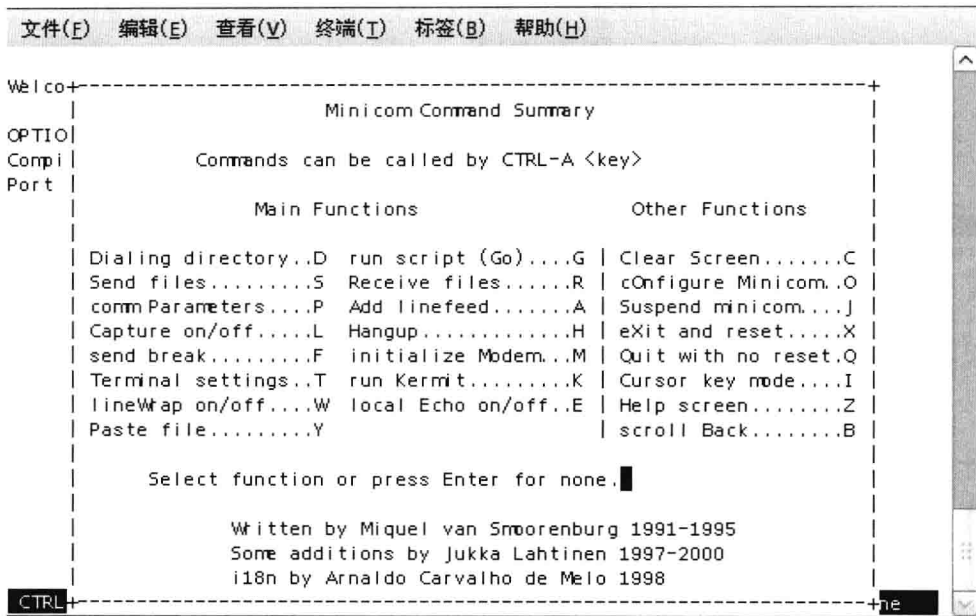 文件(F) 编辑(E) 查看(V) 终端(T) 标签(B) 帮助(H)
Welco+----------------------------------------------------------------------+
| Minicom Command Summary |
OPTIO|
Compi| Commands can be called by CTRL-A <key> |
Port |
| Main Functions Other Functions |
| Dialing directory..D run script (Go)....G | Clear Screen.......C |
| Send files.........S Receive files......R | cOnfigure Minicom..O |
| comm Parameters....P Add linefeed.......A | Suspend minicom....J |
| Capture on/off.....L Hangup.............H | eXit and reset.....X |
| send break.........F initialize Modem...M | Quit with no reset.Q |
| Terminal settings..T run Kermit.........K | Cursor key mode....I |
| lineWrap on/off....W local Echo on/off..E | Help screen........Z |
| Paste file.........Y | scroll Back........B |
| Select function or press Enter for none. |
| Written by Miquel van Smoorenburg 1991-1995 |
| Some additions by Jukka Lahtinen 1997-2000 |
| i18n by Arnaldo Carvalho de Melo 1998 |
CTRL+----------------------------------------------------------------------+ne